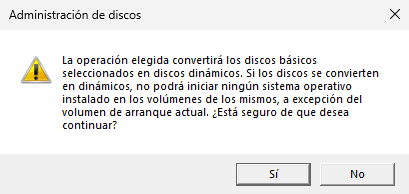 Administración de discos
La operación elegida convertirá los discos básicos
seleccionados en discos dinámicos. Si los discos se convierten
en dinámicos, no podrá iniciar ningún sistema operativo
instalado en los volúmenes de los mismos, a excepción del
volumen de arranque actual. ¿Está seguro de que desea
continuar?
Sí
No